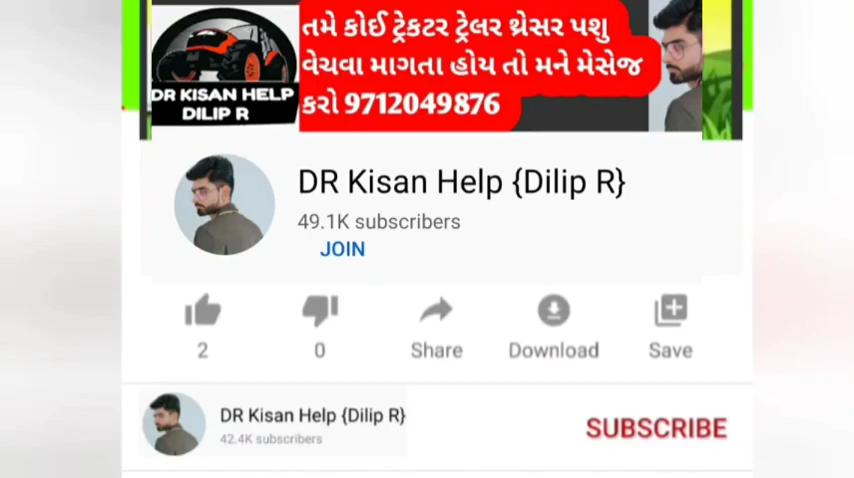 તમે કોઈ ટ્રેકટર ટ્રેલર થ્રેસર પશુ
વેચવા માગતા હોય તો મને મેસેજ
કરો 9712049876
DR KISAN HELP
DILIP R
DR Kisan Help {Dilip R}
49.1K subscribers
JOIN
2
0
Share
Download
Save
DR Kisan Help {Dilip R}
42.4K subscribers
SUBSCRIBE